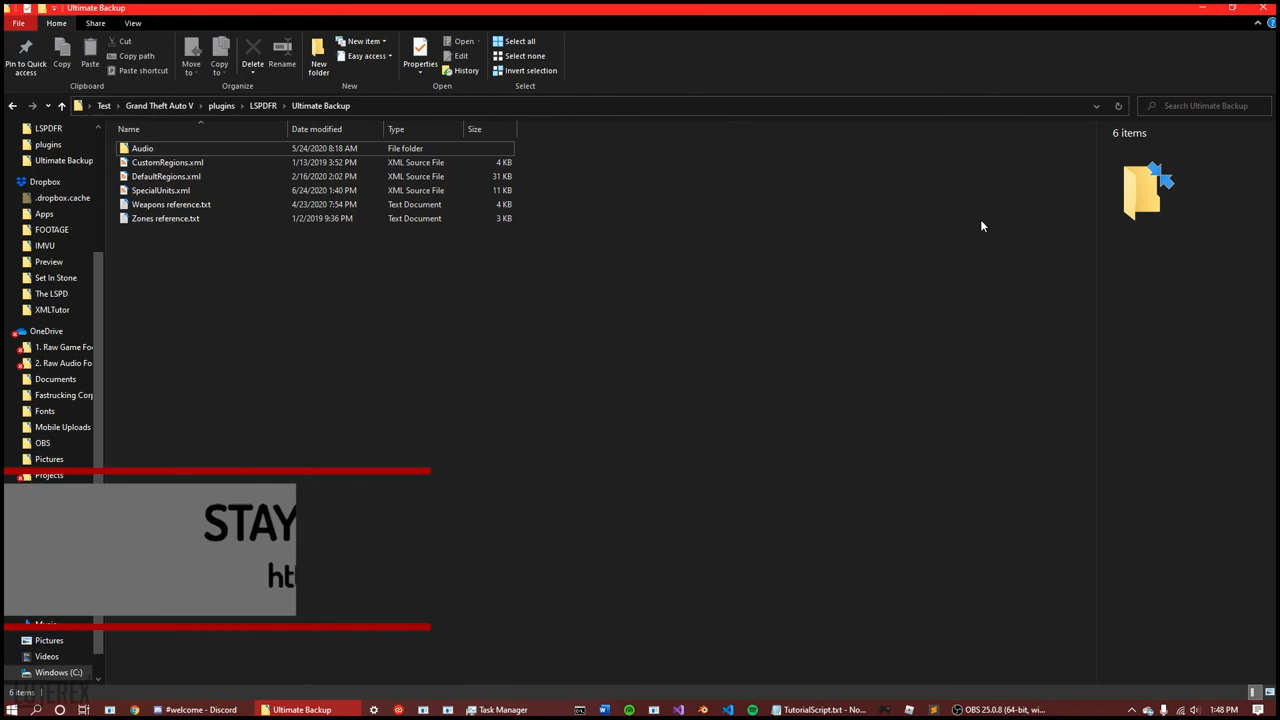 Ultimate Backup
File Home Share View
Pin to Quick access
Copy
Paste
Cut
Copy path
Paste shortcut
Clipboard
Move to
Copy to
Delete
Rename
Organize
New folder
New item
Easy access
New
Properties
Open
Edit
History
Open
Select all
Select none
Invert selection
Select
Test > Grand Theft Auto V > plugins > LSPDFR > Ultimate Backup
Search Ultimate Backup
Name Date modified Type Size
Audio 5/24/2020 8:18 AM File folder
CustomRegions.xml 1/13/2019 3:52 PM XML Source File 4 KB
DefaultRegions.xml 2/16/2020 2:02 PM XML Source File 31 KB
SpecialUnits.xml 6/24/2020 1:40 PM XML Source File 11 KB
Weapons reference.txt 4/23/2020 7:54 PM Text Document 4 KB
Zones reference.txt 1/2/2019 9:36 PM Text Document 3 KB
6 items
LSPDFR
plugins
Ultimate Backup
Dropbox
.dropbox.cache
Apps
FOOTAGE
IMVU
Preview
Set In Stone
The LSPD
XMLTutor
OneDrive
1. Raw Game Fo
2. Raw Audio Fo
Documents
Fastrucking Corp
Fonts
Mobile Uploads
OBS
Pictures
Projects
STAY
htt
Music
Pictures
Videos
Windows (C:)
6 items
#welcome - Discord
Ultimate Backup
Task Manager
TutorialScript.txt - No...
OBS 25.0.8 (64-bit, wi...
1:48 PM